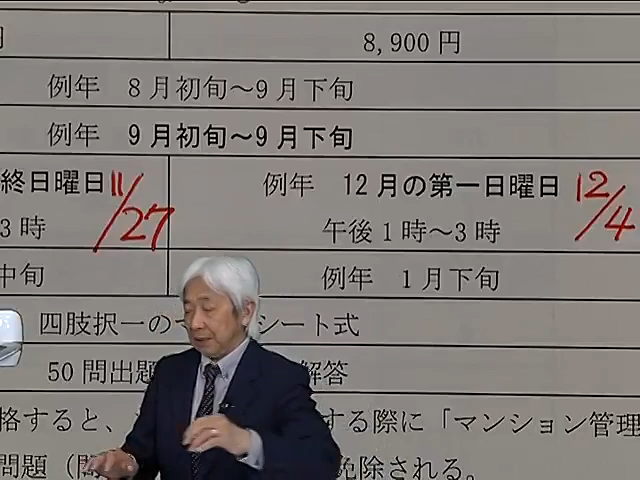 円
8,900 円
例年 8月初旬～9月下旬
例年 9月初旬～9月下旬
終日曜日 11/27
例年 12月の第一日曜日 12/4
3時
午後1時～3時
中旬
例年 1月下旬
四肢択一の シート式
50問出題 解答
格すると、 する際に「マンション管理
問題 ( 免除される。